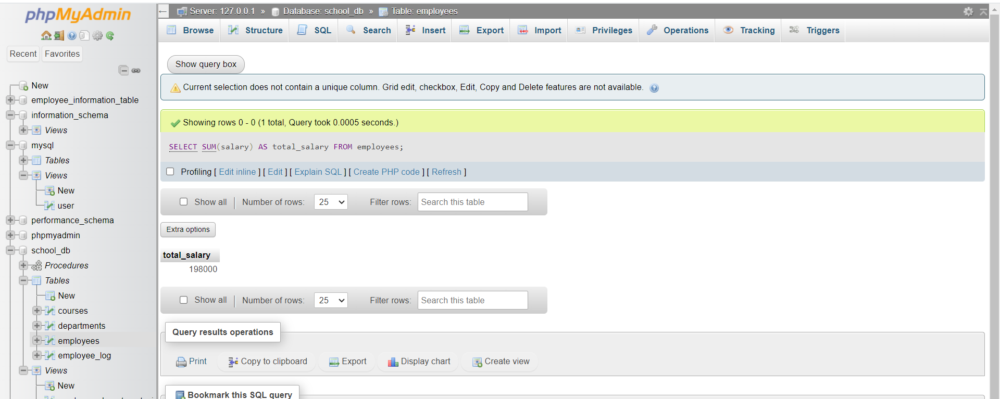 phpMyAdmin
Recent Favorites
New
employee_information_table
information_schema
Views
mysql
Tables
Views
New
user
performance_schema
phpmyadmin
school_db
Procedures
Tables
New
courses
departments
employees
employee_log
Views
New
Server: 127.0.0.1 » Database: school_db » Table: employees
Browse Structure SQL Search Insert Export Import Privileges Operations Tracking Triggers
Show query box
Current selection does not contain a unique column. Grid edit, checkbox, Edit, Copy and Delete features are not available.
Showing rows 0 - 0 (1 total, Query took 0.0005 seconds.)
SELECT SUM(salary) AS total_salary FROM employees;
Profiling [ Edit inline ] [ Edit ] [ Explain SQL ] [ Create PHP code ] [ Refresh ]
Show all | Number of rows: 25 Filter rows: Search this table
Extra options
total_salary
198000
Show all | Number of rows: 25 Filter rows: Search this table
Query results operations
Print Copy to clipboard Export Display chart Create view
Bookmark this SQL query